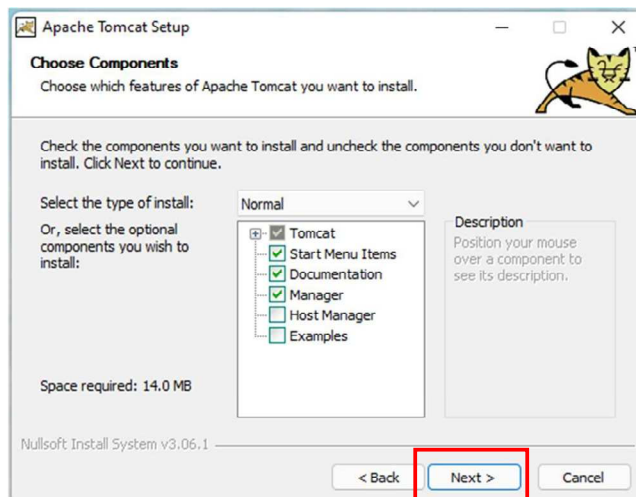 Apache Tomcat Setup
Choose Components
Choose which features of Apache Tomcat you want to install.
TM
Check the components you want to install and uncheck the components you don't want to
install. Click Next to continue.
Select the type of install:
Normal
Or, select the optional
components you wish to
install:
Tomcat
Start Menu Items
Documentation
Manager
Host Manager
Examples
Description
Position your mouse
over a component to
see its description.
Space required: 14.0 MB
Nullsoft Install System v3.06.1
< Back
Next >
Cancel